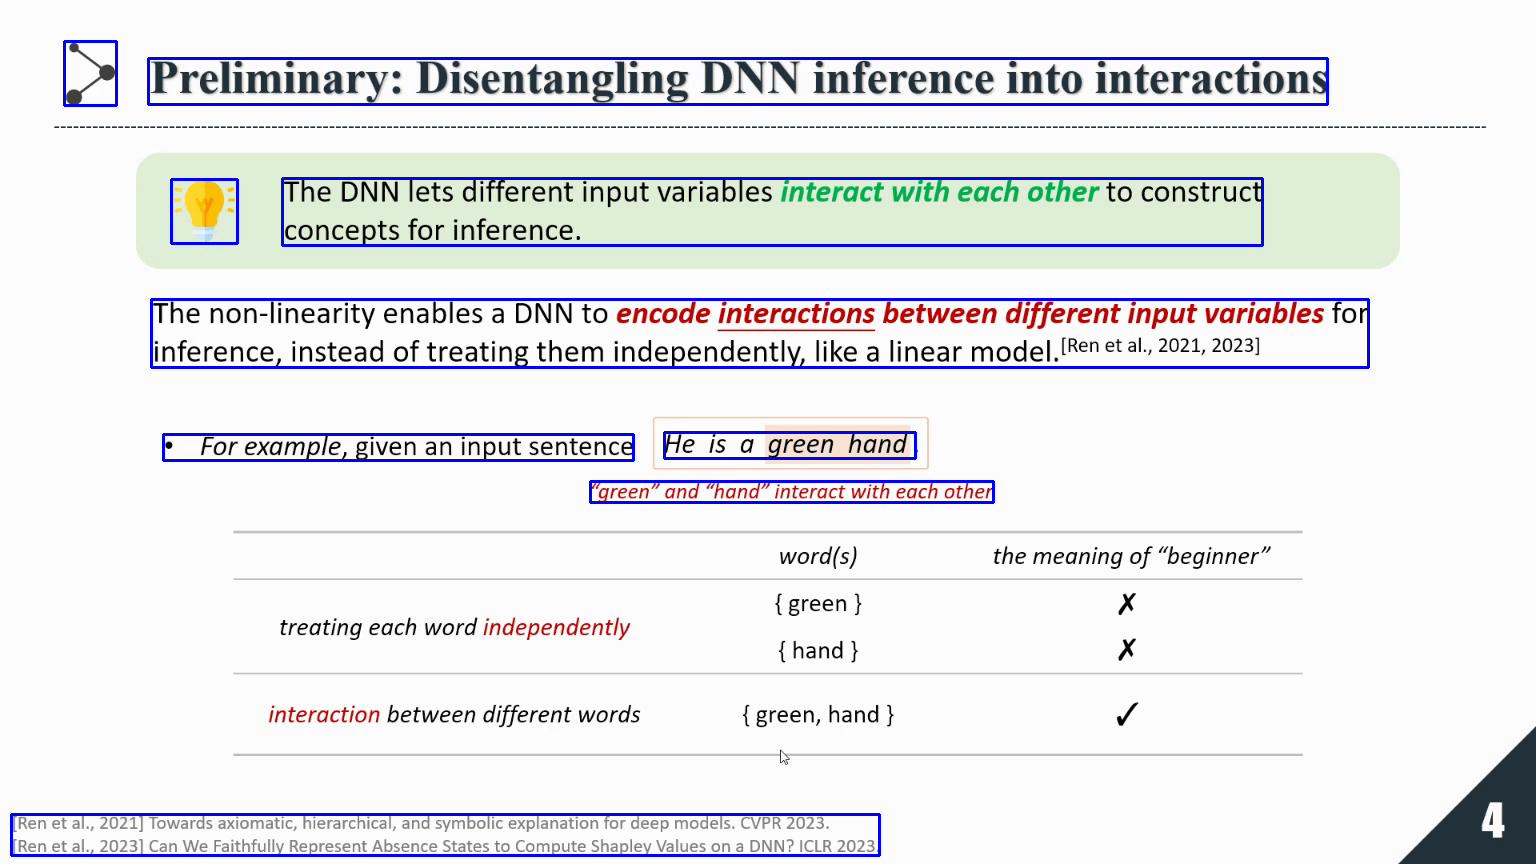 Preliminary: Disentangling DNN inference into interactions
The DNN lets different input variables interact with each other to construct
concepts for inference.
The non-linearity enables a DNN to encode interactions between different input variables for
inference, instead of treating them independently, like a linear model.[Ren et al., 2021, 2023]
• For example, given an input sentence He is a green hand.
“green” and “hand” interact with each other
word(s) the meaning of “beginner”
treating each word independently
{ green } ✗
{ hand } ✗
interaction between different words { green, hand } ✓
[Ren et al., 2021] Towards axiomatic, hierarchical, and symbolic explanation for deep models. CVPR 2023.
[Ren et al., 2023] Can We Faithfully Represent Absence States to Compute Shapley Values on a DNN? ICLR 2023.
4